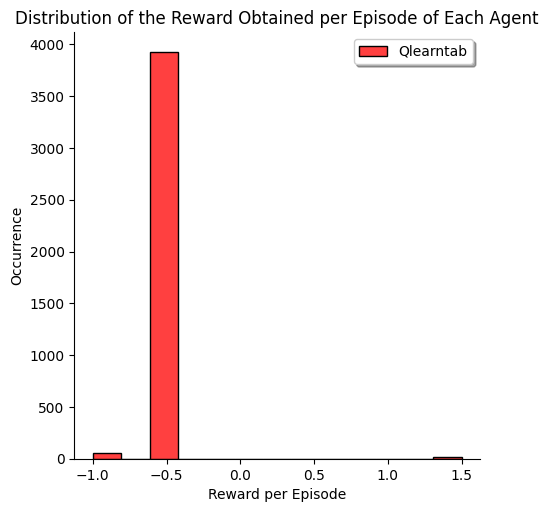 Distribution of the Reward Obtained per Episode of Each Agent
Qlearntab
4000
3500
3000
2500
2000
1500
1000
500
0
Occurrence
−1.0 −0.5 0.0 0.5 1.0 1.5
Reward per Episode